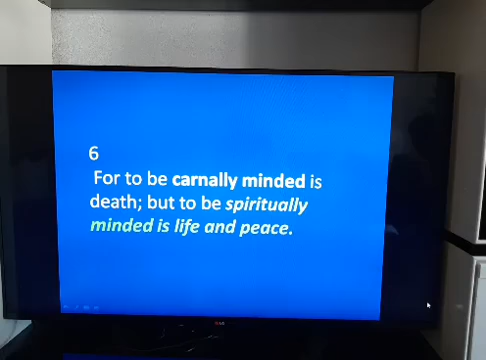 6
For to be carnally minded is
death; but to be spiritually
minded is life and peace.